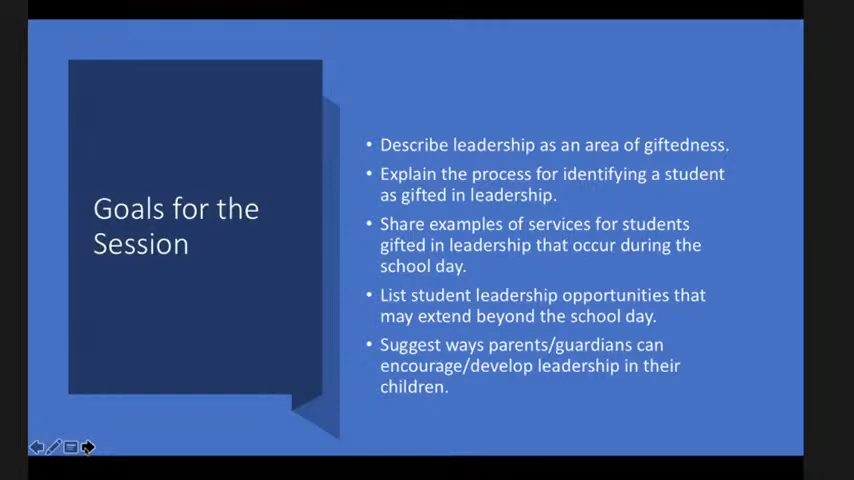 Goals for the
Session
• Describe leadership as an area of giftedness.
• Explain the process for identifying a student
as gifted in leadership.
• Share examples of services for students
gifted in leadership that occur during the
school day.
• List student leadership opportunities that
may extend beyond the school day.
• Suggest ways parents/guardians can
encourage/develop leadership in their
children.